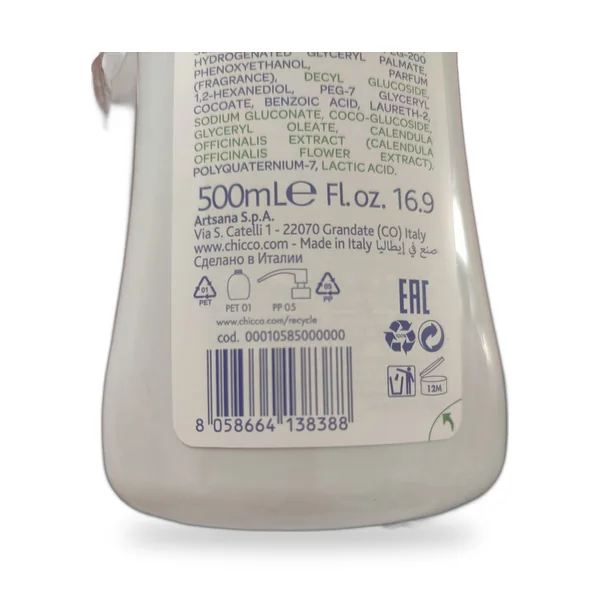 PEG-200
HYDROGENATED GLYCERYL PALMATE,
PHENOXYETHANOL, PARFUM
(FRAGRANCE), DECYL GLUCOSIDE,
1,2-HEXANEDIOL, PEG-7 GLYCERYL
COCOATE, BENZOIC ACID, LAURETH-2,
SODIUM GLUCONATE, COCO-GLUCOSIDE,
GLYCERYL OLEATE, CALENDULA
OFFICINALIS EXTRACT (CALENDULA
OFFICINALIS FLOWER EXTRACT),
POLYQUATERNIUM-7, LACTIC ACID.
500mL℮ Fl.oz. 16.9
Artsana S.p.A.
Via S. Catelli 1 - 22070 Grandate (CO) Italy
www.chicco.com - Made in Italy صنع في إيطاليا
Сделано в Италии
01 PET
PET 01
PP 05
05 PP
EAC
www.chicco.com/recycle
cod. 00010585000000
12M
8 058664 138388